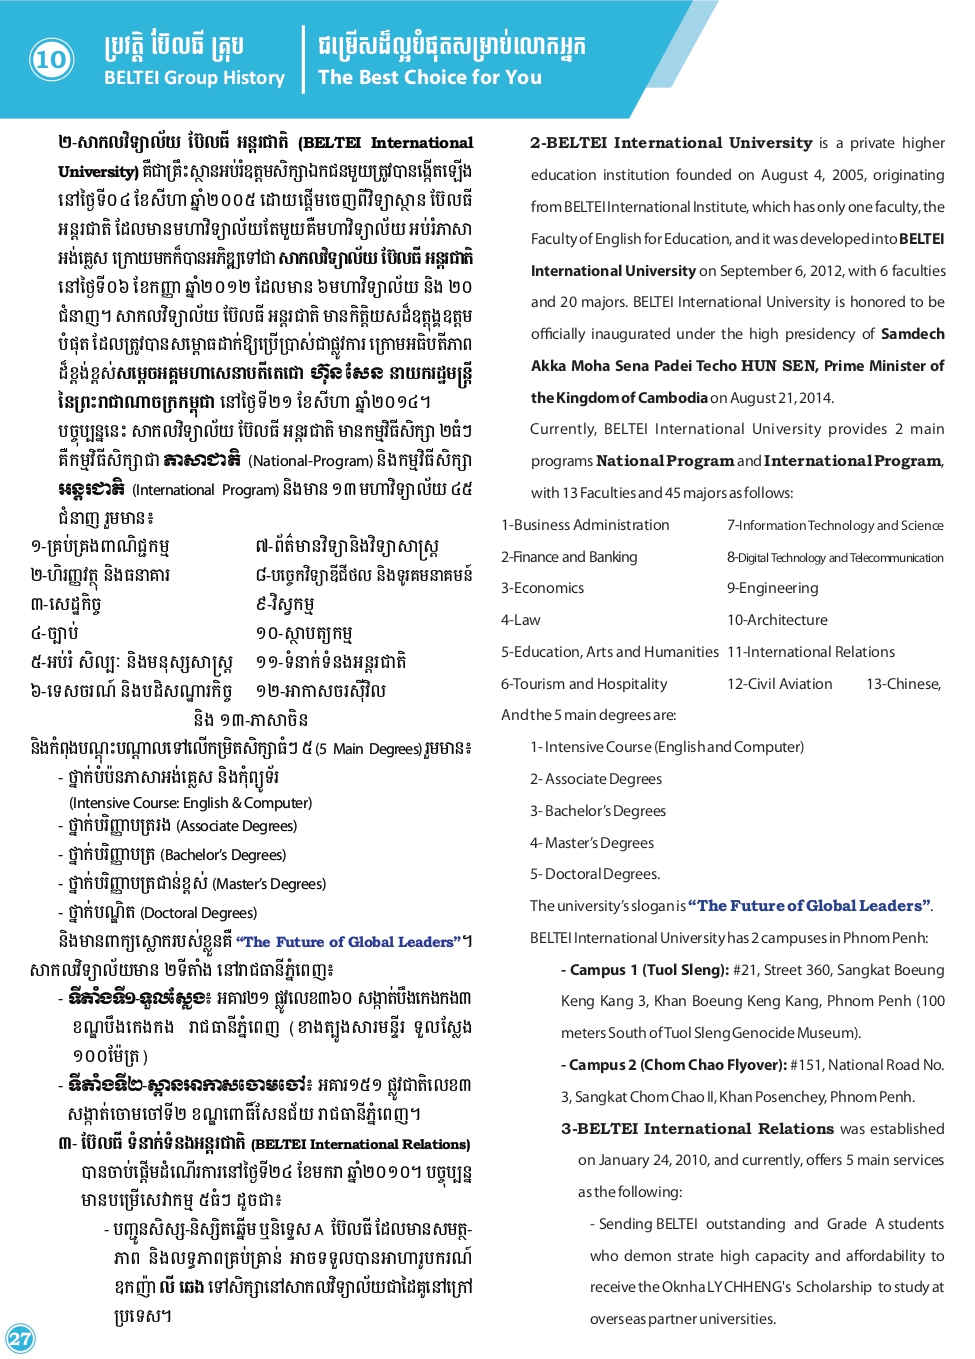 10
ប្រវត្តិ ប៊ែលធី គ្រុប
BELTEI Group History
ជម្រើសដ៏ល្អបំផុតសម្រាប់លោកអ្នក
The Best Choice for You
២-សាកលវិទ្យាល័យ ប៊ែលធី អន្តរជាតិ (BELTEI International
University) គឺជាគ្រឹះស្ថានអប់រំឧត្តមសិក្សាឯកជនមួយត្រូវបានង្កើតឡើង
នៅថ្ងៃទី០៤ ខែសីហា ឆ្នាំ២០០៥ ដោយផ្តើមចេញពីវិទ្យាស្ថាន ប៊ែលធី
អន្តរជាតិ ដែលមានមហាវិទ្យាល័យតែមួយគឺមហាវិទ្យាល័យ អប់រំភាសា
អង់គ្លេស ក្រោយមកក៏បានអភិឌ្ឍទៅជា សាកលវិទ្យាល័យ ប៊ែលធី អន្តរជាតិ
នៅថ្ងៃទី០៦ ខែកញ្ញា ឆ្នាំ២០១២ ដែលមាន ៦មហាវិទ្យាល័យ និង ២០
ជំនាញ។ សាកលវិទ្យាល័យ ប៊ែលធី អន្តរជាតិ មានកិត្តិយសដ៏ឧត្តុង្គឧត្តម
បំផុត ដែលត្រូវបានសម្ពោធដាក់ឱ្យប្រើប្រាស់ជាផ្លូវការ ក្រោមអធិបតីភាព
ដ៏ខ្ពង់ខ្ពស់សម្តេចអគ្គមហាសេនាបតីតេជោ ហ៊ុន សែន នាយករដ្ឋមន្ត្រី
នៃព្រះរាជាណាចក្រកម្ពុជា នៅថ្ងៃទី២១ ខែសីហា ឆ្នាំ២០១៤។
បច្ចុប្បន្ននេះ សាកលវិទ្យាល័យ ប៊ែលធី អន្តរជាតិ មានកម្មវិធីសិក្សា ២ធំៗ
គឺកម្មវិធីសិក្សាជា ភាសាជាតិ (National-Program) និងកម្មវិធីសិក្សា
អន្តរជាតិ (International Program) និងមាន ១៣ មហាវិទ្យាល័យ ៤៥
ជំនាញ រួមមាន៖
១-គ្រប់គ្រងពាណិជ្ជកម្ម ៧-ព័ត៌មានវិទ្យានិងវិទ្យាសាស្ត្រ
២-ហិរញ្ញវត្ថុ និងធនាគារ ៨-បច្ចេកវិទ្យាឌីជីថល និងទូរគមនាគមន៍
៣-សេដ្ឋកិច្ច ៩-វិស្វកម្ម
៤-ច្បាប់ ១០-ស្ថាបត្យកម្ម
៥-អប់រំ សិល្បៈ និងមនុស្សសាស្ត្រ ១១-ទំនាក់ទំនងអន្តរជាតិ
៦-ទេសចរណ៍ និងបដិសណ្ឋារកិច្ច ១២-អាកាសចរស៊ីវិល
និង ១៣-ភាសាចិន
និងកំពុងបណ្តុះបណ្តាលទៅលើកម្រិតសិក្សាធំៗ ៥ (5 Main Degrees) រួមមាន៖
- ថ្នាក់បំប៉នភាសាអង់គ្លេស និងកុំព្យូទ័រ
(Intensive Course: English & Computer)
- ថ្នាក់បរិញ្ញាបត្ររង (Associate Degrees)
- ថ្នាក់បរិញ្ញាបត្រ (Bachelor's Degrees)
- ថ្នាក់បរិញ្ញាបត្រជាន់ខ្ពស់ (Master's Degrees)
- ថ្នាក់បណ្ឌិត (Doctoral Degrees)
និងមានពាក្យស្លោករបស់ខ្លួនគឺ “The Future of Global Leaders”។
សាកលវិទ្យាល័យមាន ២ទីតាំង នៅរាជធានីភ្នំពេញ៖
- ទីតាំងទី១-ទួលស្លែង៖ អគារ២១ ផ្លូវលេខ៣៦០ សង្កាត់បឹងកេងកង៣
ខណ្ឌបឹងកេងកង រាជធានីភ្នំពេញ (ខាងត្បូងសារមន្ទីរ ទួលស្លែង
១០០ម៉ែត្រ)
- ទីតាំងទី២-ស្ពានអាកាសចោមចៅ៖ អគារ១៥១ ផ្លូវជាតិលេខ៣
សង្កាត់ចោមចៅទី២ ខណ្ឌពោធិ៍សែនជ័យ រាជធានីភ្នំពេញ។
៣- ប៊ែលធី ទំនាក់ទំនងអន្តរជាតិ (BELTEI International Relations)
បានចាប់ផ្តើមដំណើរការនៅថ្ងៃទី២៤ ខែមករា ឆ្នាំ២០១០។ បច្ចុប្បន្ន
មានបម្រើសេវាកម្ម ៥ធំៗ ដូចជា៖
- បញ្ជូនសិស្ស-និស្សិតឆ្នើម ឬនិទ្ទេស A ប៊ែលធី ដែលមានសមត្ថ-
ភាព និងលទ្ធភាពគ្រប់គ្រាន់ អាចទទួលបានអាហារូបករណ៍
ឧកញ៉ា លី ឆេង ទៅសិក្សានៅសាកលវិទ្យាល័យជាដៃគូនៅក្រៅ
ប្រទេស។
2-BELTEI International University is a private higher
education institution founded on August 4, 2005, originating
from BELTEI International Institute, which has only one faculty, the
Faculty of English for Education, and it was developed into BELTEI
International University on September 6, 2012, with 6 faculties
and 20 majors. BELTEI International University is honored to be
officially inaugurated under the high presidency of Samdech
Akka Moha Sena Padei Techo HUN SEN, Prime Minister of
the Kingdom of Cambodia on August 21, 2014.
Currently, BELTEI International University provides 2 main
programs National Program and International Program,
with 13 Faculties and 45 majors as follows:
1-Business Administration 7-Information Technology and Science
2-Finance and Banking 8-Digital Technology and Telecommunication
3-Economics 9-Engineering
4-Law 10-Architecture
5-Education, Arts and Humanities 11-International Relations
6-Tourism and Hospitality 12-Civil Aviation 13-Chinese,
And the 5 main degrees are:
1- Intensive Course (English and Computer)
2- Associate Degrees
3- Bachelor's Degrees
4- Master's Degrees
5- Doctoral Degrees.
The university's slogan is “The Future of Global Leaders”.
BELTEI International University has 2 campuses in Phnom Penh:
- Campus 1 (Tuol Sleng): #21, Street 360, Sangkat Boeung
Keng Kang 3, Khan Boeung Keng Kang, Phnom Penh (100
meters South of Tuol Sleng Genocide Museum).
- Campus 2 (Chom Chao Flyover): #151, National Road No.
3, Sangkat Chom Chao II, Khan Posenchey, Phnom Penh.
3-BELTEI International Relations was established
on January 24, 2010, and currently, offers 5 main services
as the following:
- Sending BELTEI outstanding and Grade A students
who demon strate high capacity and affordability to
receive the Oknha LY CHHENG's Scholarship to study at
overseas partner universities.
27